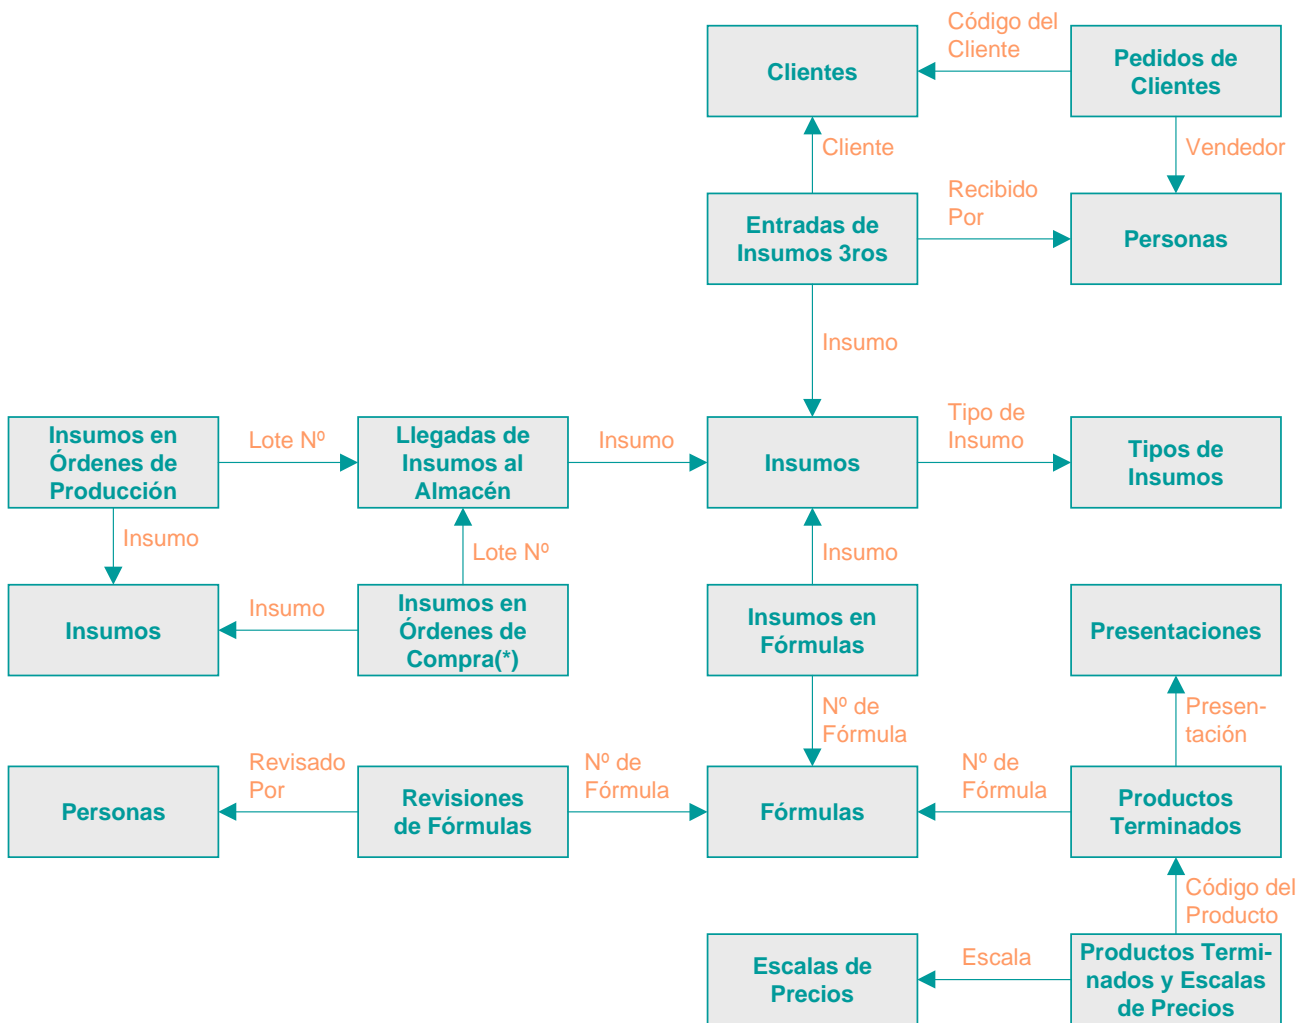 Código del
Cliente
Clientes
Pedidos de
Clientes
Cliente
Vendedor
Recibido
Por
Entradas de
Insumos 3ros
Personas
Insumo
Insumos en
Órdenes de
Producción
Lote Nº
Llegadas de
Insumos al
Almacén
Insumo
Insumos
Tipo de
Insumo
Tipos de
Insumos
Insumo
Lote Nº
Insumo
Insumos
Insumo
Insumos en
Órdenes de
Compra(*)
Insumos en
Fórmulas
Presentaciones
Nº de
Fórmula
Presen-
tación
Personas
Revisado
Por
Revisiones
de Fórmulas
Nº de
Fórmula
Fórmulas
Nº de
Fórmula
Productos
Terminados
Código del
Producto
Escalas de
Precios
Escala
Productos Termi-
nados y Escalas
de Precios